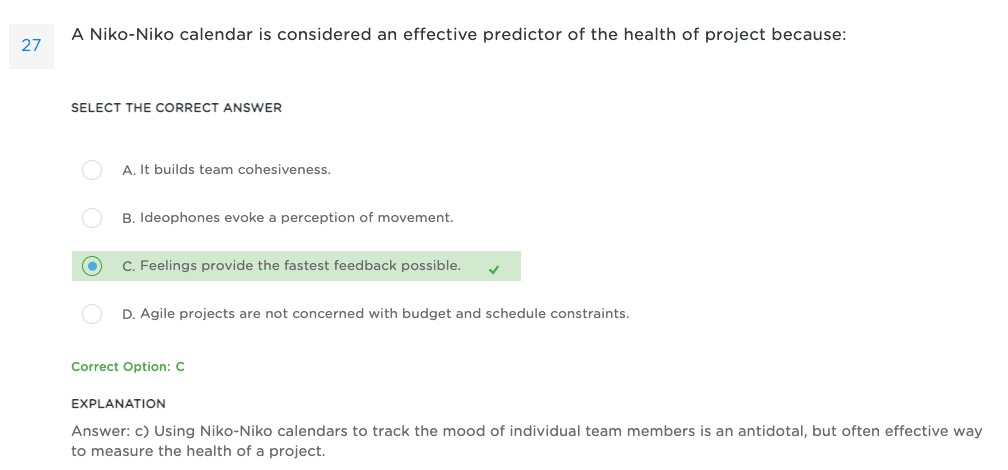 27
A Niko-Niko calendar is considered an effective predictor of the health of project because:
SELECT THE CORRECT ANSWER
A. It builds team cohesiveness.
B. Ideophones evoke a perception of movement.
C. Feelings provide the fastest feedback possible.
D. Agile projects are not concerned with budget and schedule constraints.
Correct Option: C
EXPLANATION
Answer: c) Using Niko-Niko calendars to track the mood of individual team members is an antidotal, but often effective way
to measure the health of a project.